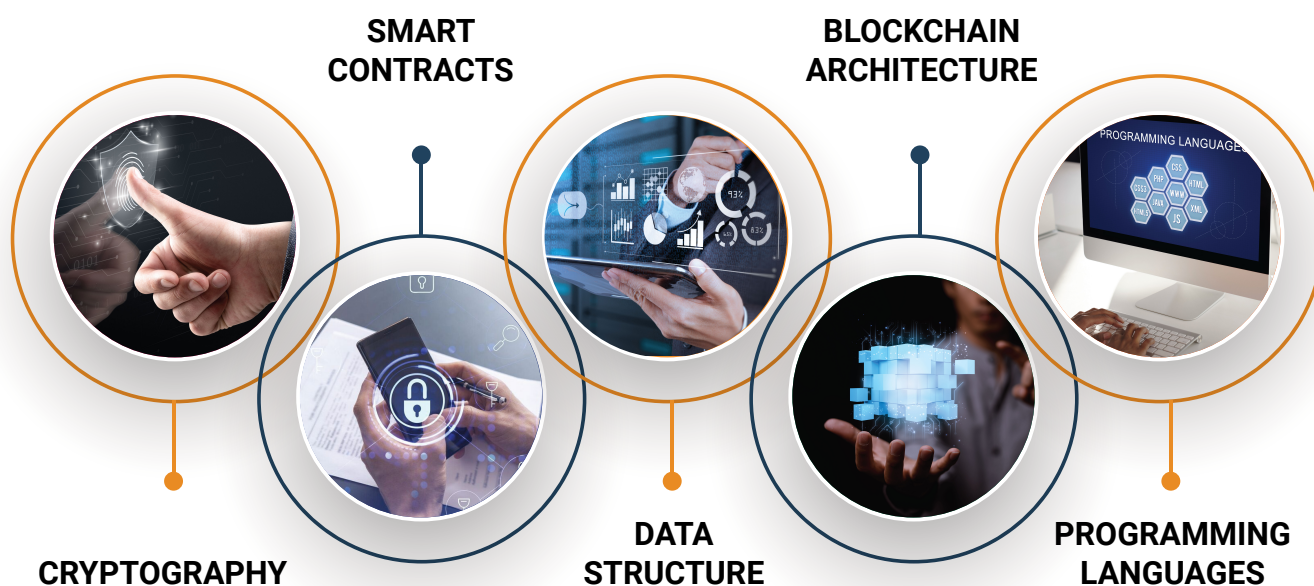 SMART
CONTRACTS
BLOCKCHAIN
ARCHITECTURE
CRYPTOGRAPHY
DATA
STRUCTURE
PROGRAMMING
LANGUAGES
0101
93%
83%
PROGRAMMING LANGUAGES
CSS
PHP
HTML
CSS3
WWW
JAVA
XML
HTML5
JS